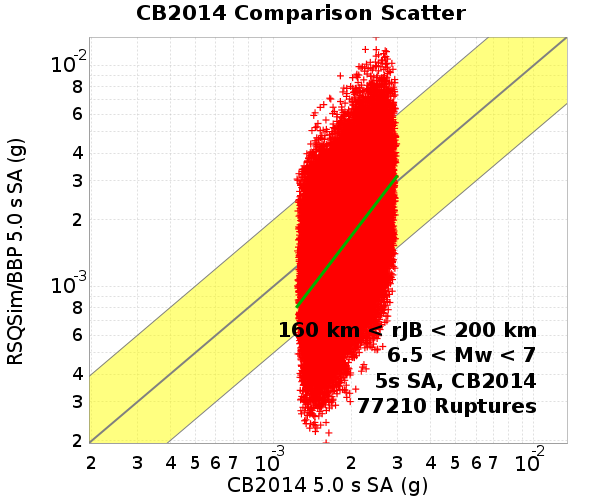 CB2014 Comparison Scatter
RSQSim/BBP 5.0 s SA (g)
10-2
8
6
4
3
2
10-3
8
6
4
3
2
160 km < rJB < 200 km
6.5 < Mw < 7
5s SA, CB2014
77210 Ruptures
2 3 4 5 6 7 10-3 2 3 4 5 6 7 10-2
CB2014 5.0 s SA (g)